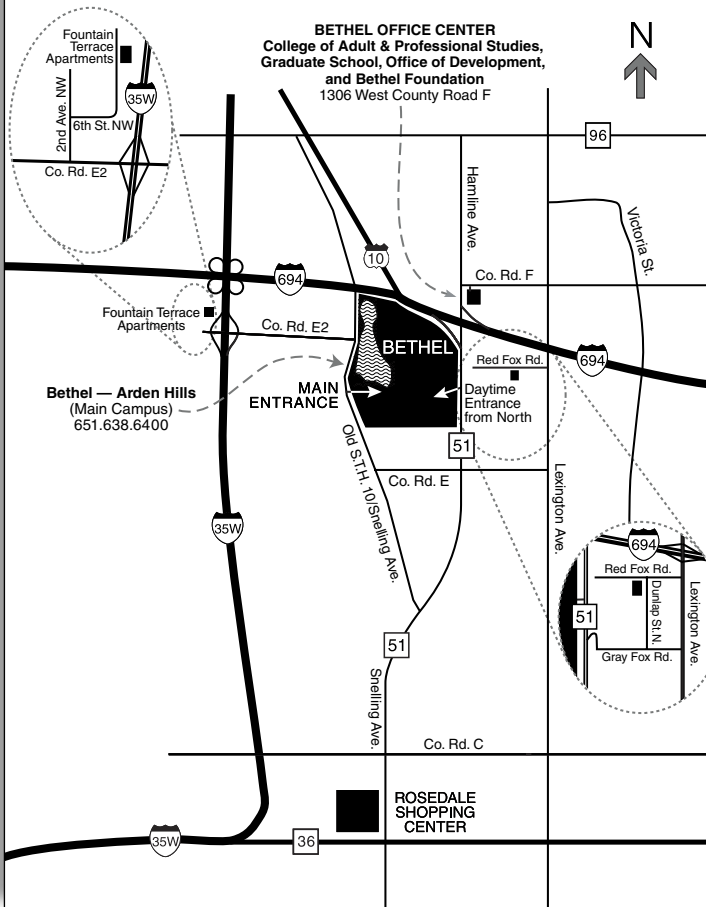 BETHEL OFFICE CENTER
College of Adult & Professional Studies,
Graduate School, Office of Development,
and Bethel Foundation
1306 West County Road F
N
Fountain
Terrace
Apartments
35W
2nd Ave. NW
6th St. NW
Co. Rd. E2
96
Hamline Ave.
Victoria St.
10
694
Co. Rd. F
Fountain Terrace
Apartments
Co. Rd. E2
BETHEL
Red Fox Rd.
694
Bethel — Arden Hills
(Main Campus)
651.638.6400
MAIN
ENTRANCE
Daytime
Entrance
from North
51
Old S.T.H. 10/Snelling Ave.
Co. Rd. E
Lexington Ave.
35W
694
Red Fox Rd.
51
Dunlap St. N.
Lexington Ave.
Gray Fox Rd.
51
Snelling Ave.
Co. Rd. C
ROSEDALE
SHOPPING
CENTER
35W
36